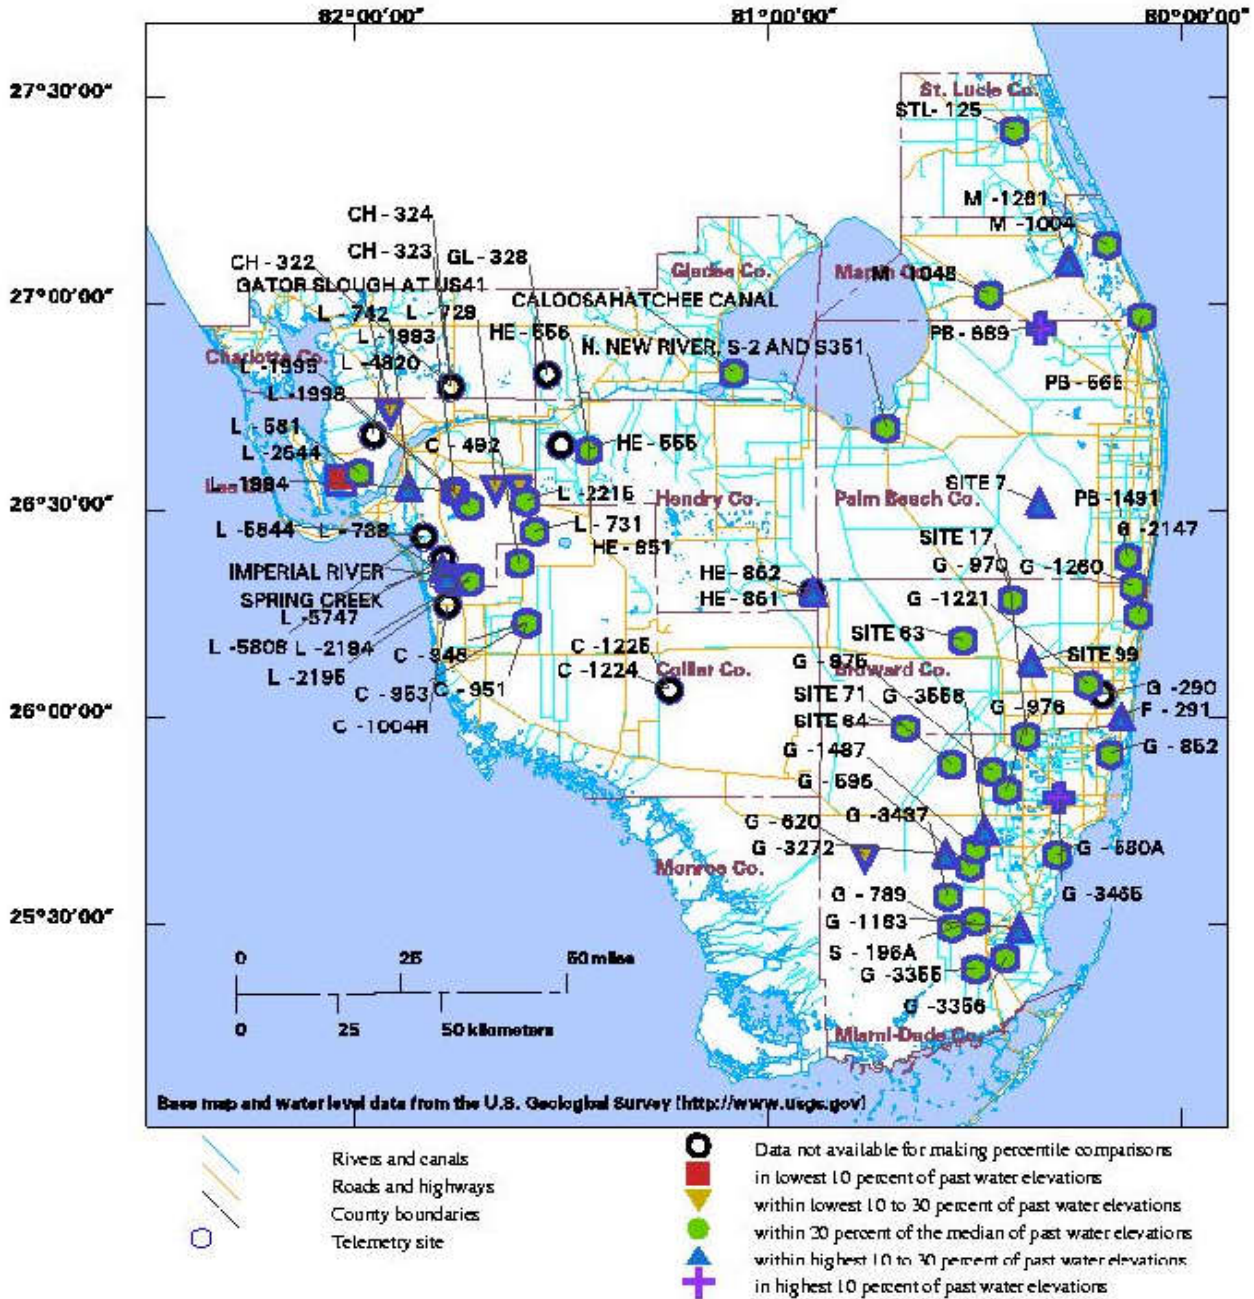 82°00'00" 81°00'00" 80°00'00"
27°30'00"
St. Lucie Co.
STL- 125
M -1261
CH - 324
M -1004
CH - 323
GL - 328
CH - 322
Glades Co.
Martin Co.
M -1048
GATOR SLOUGH AT US41
27°00'00"
CALOOSAHATCHEE CANAL
L - 742
L - 729
HE - 556
L -1993
PB - 689
N. NEW RIVER, S-2 AND S351
Charlotte Co.
L -1995
L -4820
PB - 565
L -1998
L - 581
C - 492
HE - 555
L -2644
SITE 7
L -1994
Lee Co.
26°30'00"
L -2215
Hendry Co.
Palm Beach Co.
PB -1491
L -5844
L - 738
L - 731
SITE 17
G -2147
HE - 851
G - 970
G -1260
IMPERIAL RIVER
HE - 862
SPRING CREEK
HE - 861
G -1221
L -5747
SITE 63
L -2194
C - 1225
SITE 99
C - 948
Collier Co.
Broward Co.
L -2195
C - 1224
G - 975
C - 953
C - 951
SITE 71
G -3558
G - 290
G - 976
F - 291
26°00'00"
C - 1004R
SITE 64
G -1487
G - 852
G - 595
G - 620
G -3437
G -3272
G - 580A
Monroe Co.
G - 789
G -3465
25°30'00"
G -1183
S - 196A
0 25 50 miles
G -3355
G -3356
0 25 50 kilometers
Miami-Dade Co.
Base map and water level data from the U.S. Geological Survey [http://www.usgs.gov]
Rivers and canals
Roads and highways
County boundaries
Telemetry site
Data not available for making percentile comparisons
in lowest 10 percent of past water elevations
within lowest 10 to 30 percent of past water elevations
within 20 percent of the median of past water elevations
within highest 10 to 30 percent of past water elevations
in highest 10 percent of past water elevations